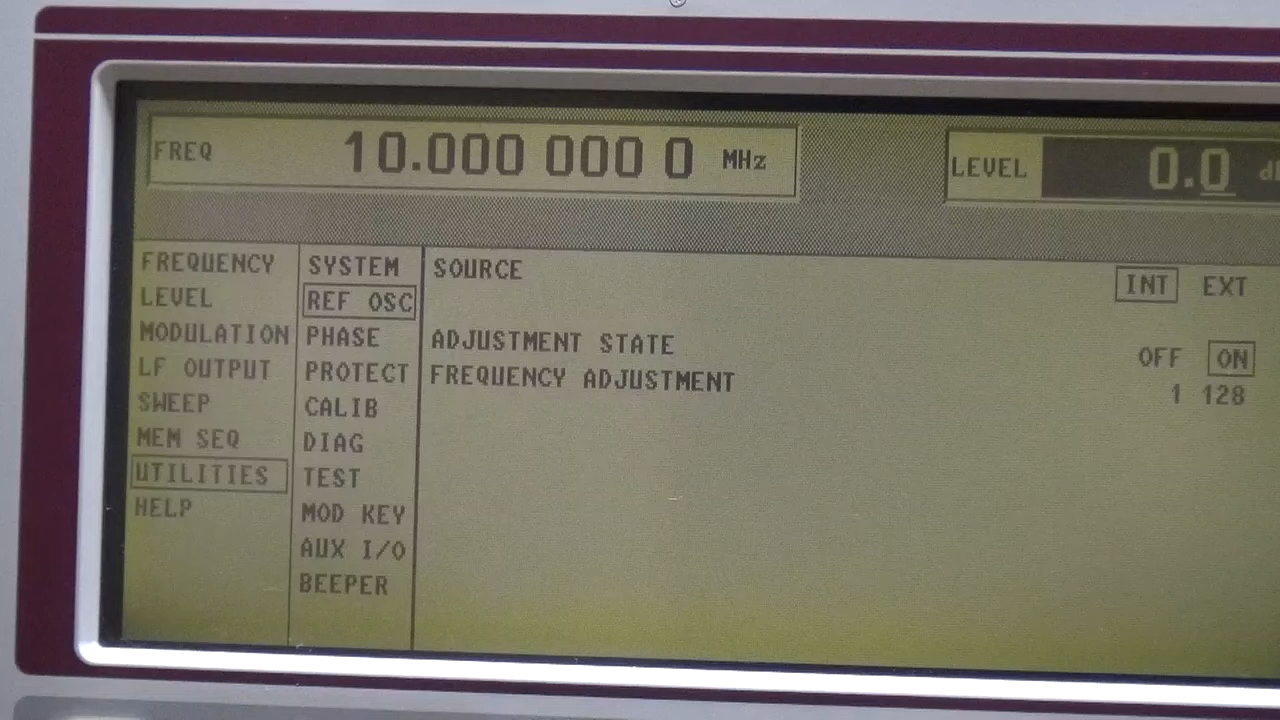 FREQ 10.000 000 0 MHz LEVEL 0.0
FREQUENCY SYSTEM SOURCE INT EXT
LEVEL REF OSC
MODULATION PHASE ADJUSTMENT STATE OFF ON
LF OUTPUT PROTECT FREQUENCY ADJUSTMENT 1 128
SWEEP CALIB
MEM SEQ DIAG
UTILITIES TEST
HELP MOD KEY
AUX I/O
BEEPER